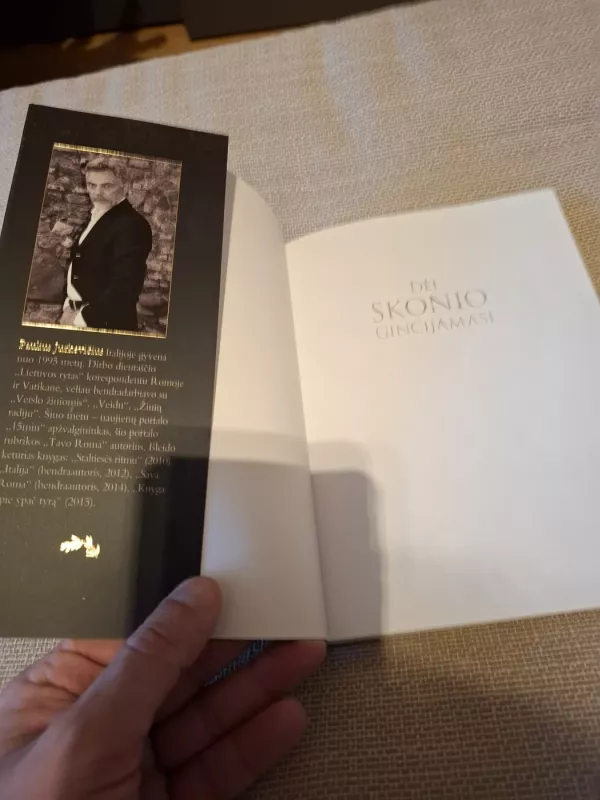 Paulius Jurkevičius Italijoje gyvena
nuo 1993 metų. Dirbo dienraščio
„Lietuvos rytas“ korespondentu Romoje
ir Vatikane, vėliau bendradarbiavo su
„Verslo žiniomis“, „Veidu“, „Žinių
radiju“. Šiuo metu – naujienų portalo
„15min“ apžvalgininkas, šio portalo
rubrikos „Tavo Roma“ autorius. Išleido
keturias knygas: „Staltiesės ritmu“ (2010),
„Italija“ (bendraautoris, 2012), „Sava
Roma“ (bendraautoris, 2014), „Knyga
pie ypač tyrą“ (2015).
DĖL
SKONIO
GINČIJAMASI